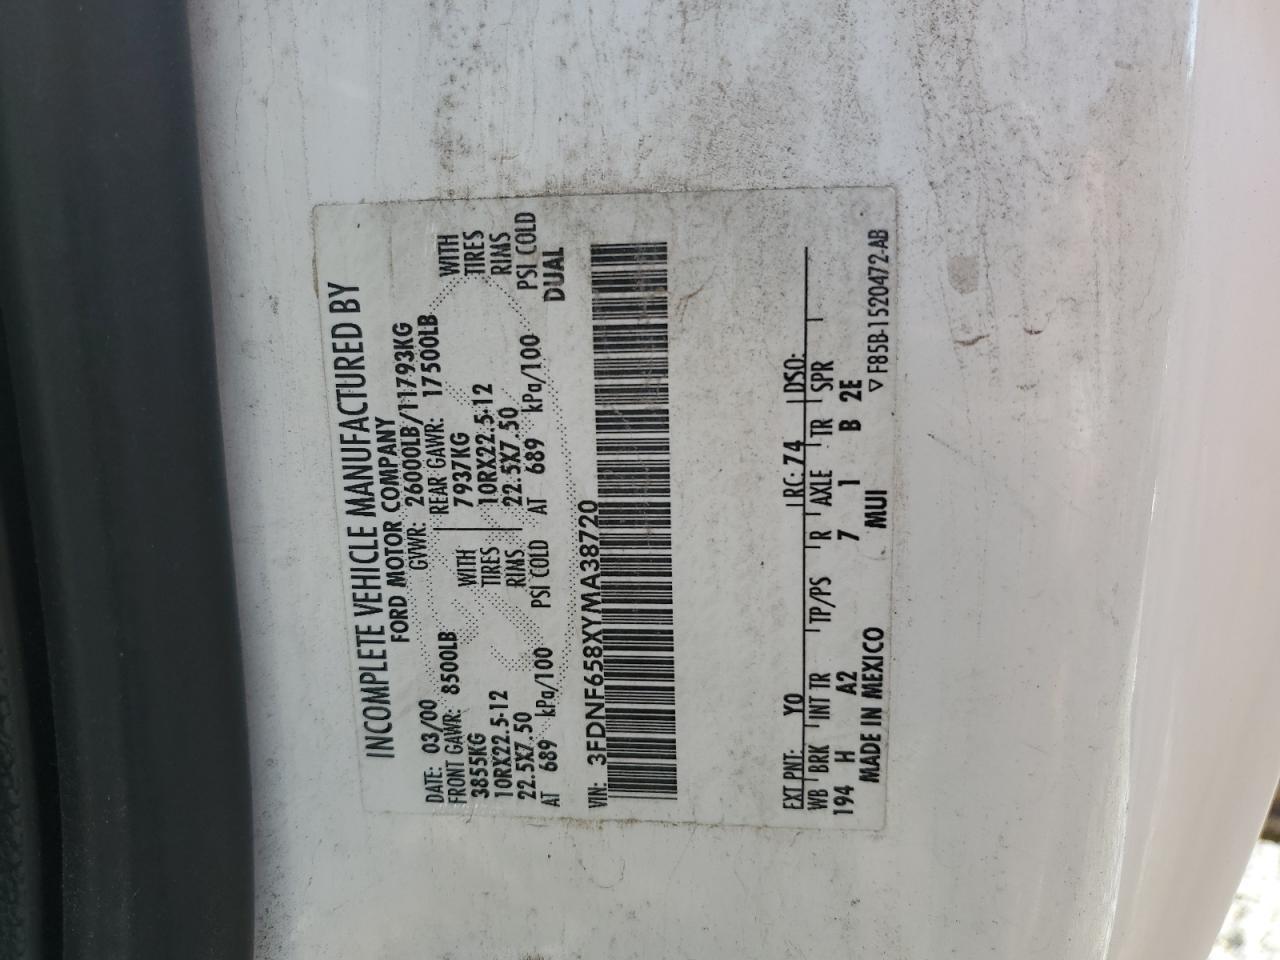 INCOMPLETE VEHICLE MANUFACTURED BY
FORD MOTOR COMPANY
DATE: 03/00 GVWR: 26000LB/11793KG
FRONT GAWR: 8500LB REAR GAWR: 17500LB
3855KG WITH 7937KG WITH
10RX22.5-12 TIRES 10RX22.5-12 TIRES
22.5X7.50 RIMS 22.5X7.50 RIMS
AT 689 kPa/100 PSI COLD AT 689 kPa/100 PSI COLD
DUAL
VIN: 3FDNF658XYMA38720
EXT PNT: YO RC: 74 DSO:
WB BRK INT TR TP/PS R AXLE TR SPR
194 H A2 7 1 B 2E
MADE IN MEXICO MUI ▽ F85B-1520472-AB